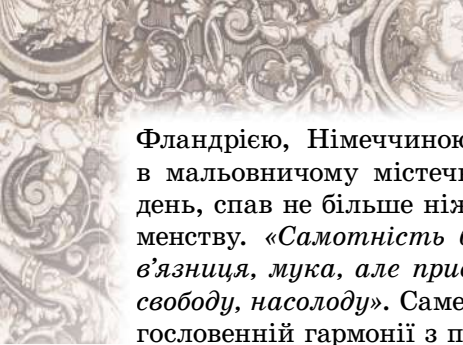 Фландрією, Німеччиною
в мальовничому містечк
день, спав не більше ніж
менству. «Самотність б
в'язниця, мука, але при
свободу, насолоду». Саме
гословенній гармонії з п